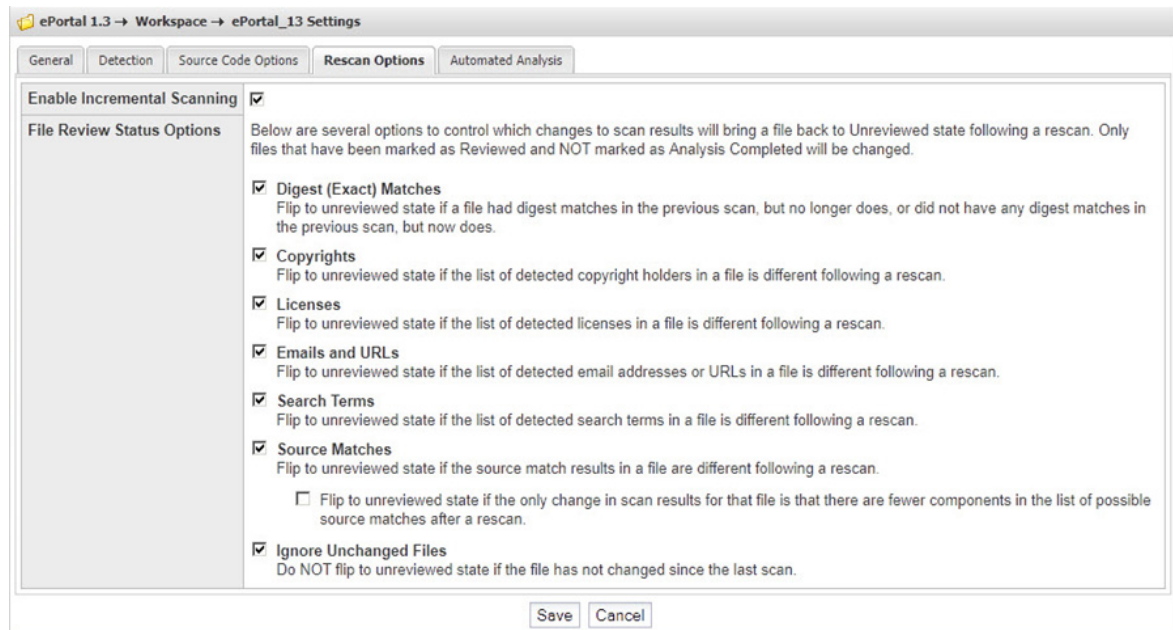 ePortal 1.3 → Workspace → ePortal_13 Settings
General Detection Source Code Options Rescan Options Automated Analysis
Enable Incremental Scanning
File Review Status Options
Below are several options to control which changes to scan results will bring a file back to Unreviewed state following a rescan. Only
files that have been marked as Reviewed and NOT marked as Analysis Completed will be changed.
Digest (Exact) Matches
Flip to unreviewed state if a file had digest matches in the previous scan, but no longer does, or did not have any digest matches in
the previous scan, but now does.
Copyrights
Flip to unreviewed state if the list of detected copyright holders in a file is different following a rescan.
Licenses
Flip to unreviewed state if the list of detected licenses in a file is different following a rescan.
Emails and URLs
Flip to unreviewed state if the list of detected email addresses or URLs in a file is different following a rescan.
Search Terms
Flip to unreviewed state if the list of detected search terms in a file is different following a rescan.
Source Matches
Flip to unreviewed state if the source match results in a file are different following a rescan.
Flip to unreviewed state if the only change in scan results for that file is that there are fewer components in the list of possible
source matches after a rescan.
Ignore Unchanged Files
Do NOT flip to unreviewed state if the file has not changed since the last scan.
Save Cancel